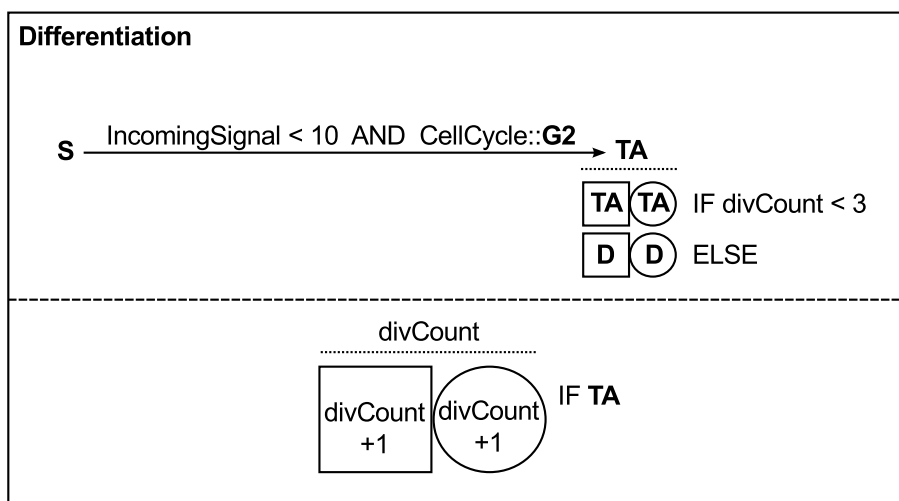 Differentiation
IncomingSignal < 10 AND CellCycle::G2
S TA
TA TA IF divCount < 3
D D ELSE
divCount
IF TA
divCount divCount
+1 +1